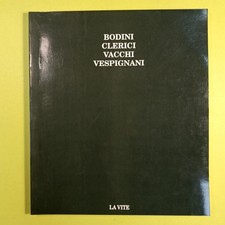 BODINI
CLERICI
VACCHI
VESPIGNANI
LA VITE